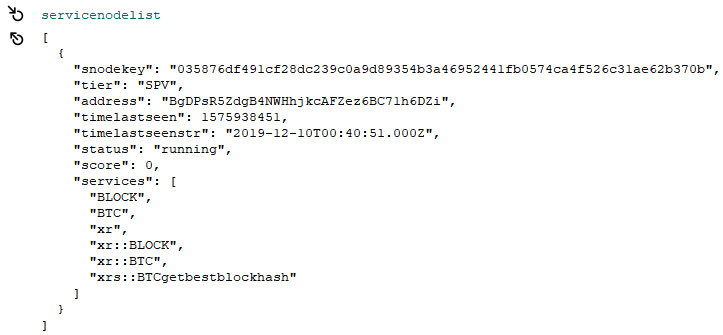 servicenodelist
[
  {
    "snodekey": "035876df491cf28dc239c0a9d89354b3a46952441fb0574ca4f526c31ae62b370b",
    "tier": "SPV",
    "address": "BgDPsR5ZdgB4NWHhjkcAFZez6BC71h6DZi",
    "timelastseen": 1575938451,
    "timelastseenstr": "2019-12-10T00:40:51.000Z",
    "status": "running",
    "score": 0,
    "services": [
      "BLOCK",
      "BTC",
      "xr",
      "xr::BLOCK",
      "xr::BTC",
      "xrs::BTCgetbestblockhash"
    ]
  }
]